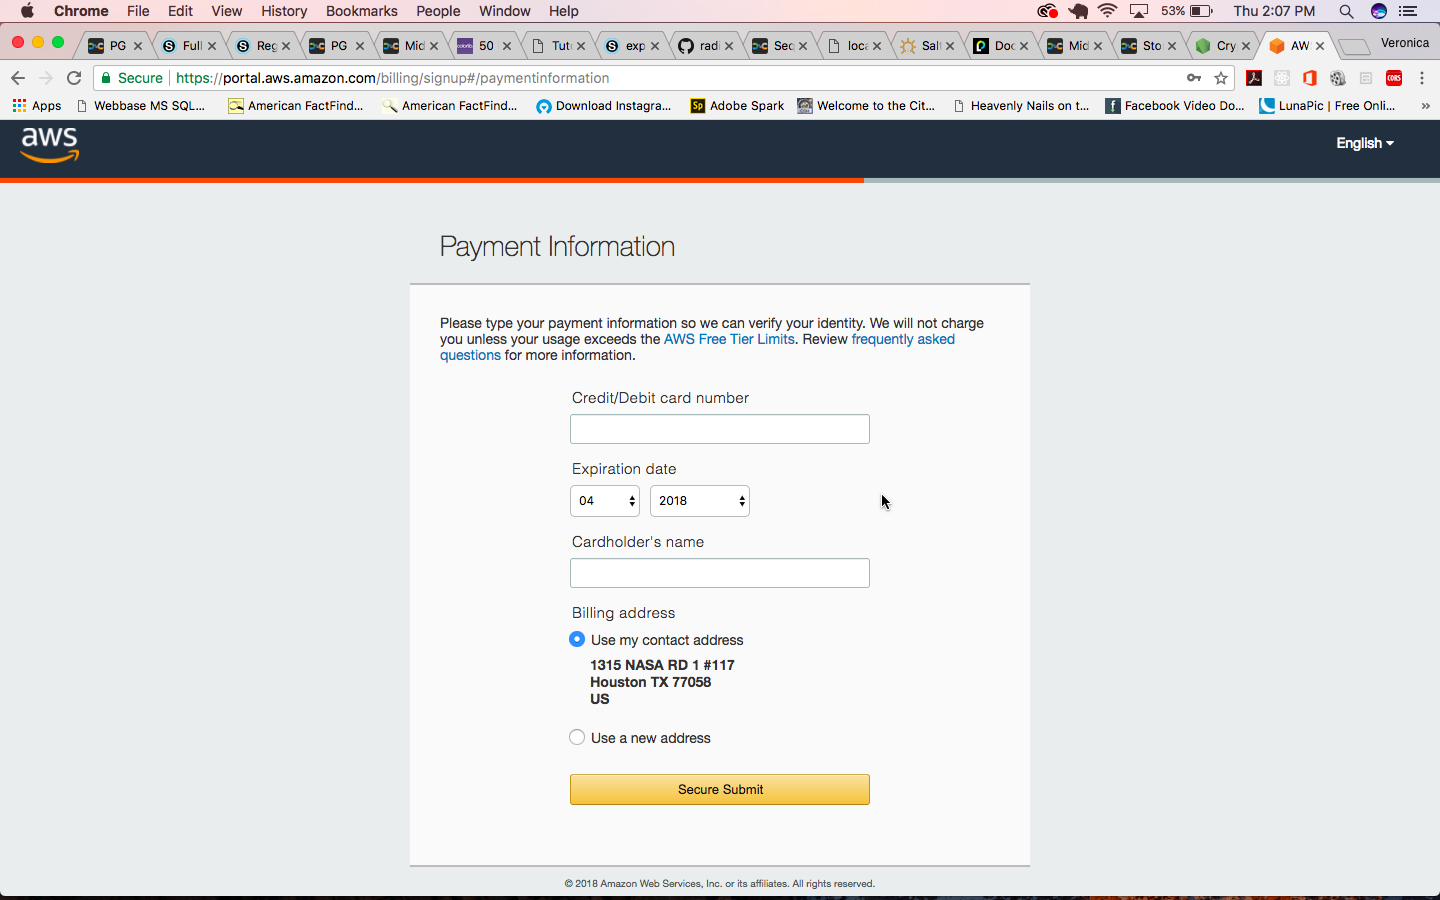 Chrome File Edit View History Bookmarks People Window Help 53% Thu 2:07 PM
PG Full Reg PG Mid 50 Tut exp radi Seq loca Salt Doc Mid Sto Cry AW Veronica
Secure https://portal.aws.amazon.com/billing/signup#/paymentinformation
Apps Webbase MS SQL... American FactFind... American FactFind... Download Instagra... Sp Adobe Spark Welcome to the Cit... Heavenly Nails on t... Facebook Video Do... LunaPic | Free Onli... »
aws English
Payment Information
Please type your payment information so we can verify your identity. We will not charge
you unless your usage exceeds the AWS Free Tier Limits. Review frequently asked
questions for more information.
Credit/Debit card number
Expiration date
04 2018
Cardholder's name
Billing address
Use my contact address
1315 NASA RD 1 #117
Houston TX 77058
US
Use a new address
Secure Submit
© 2018 Amazon Web Services, Inc. or its affiliates. All rights reserved.